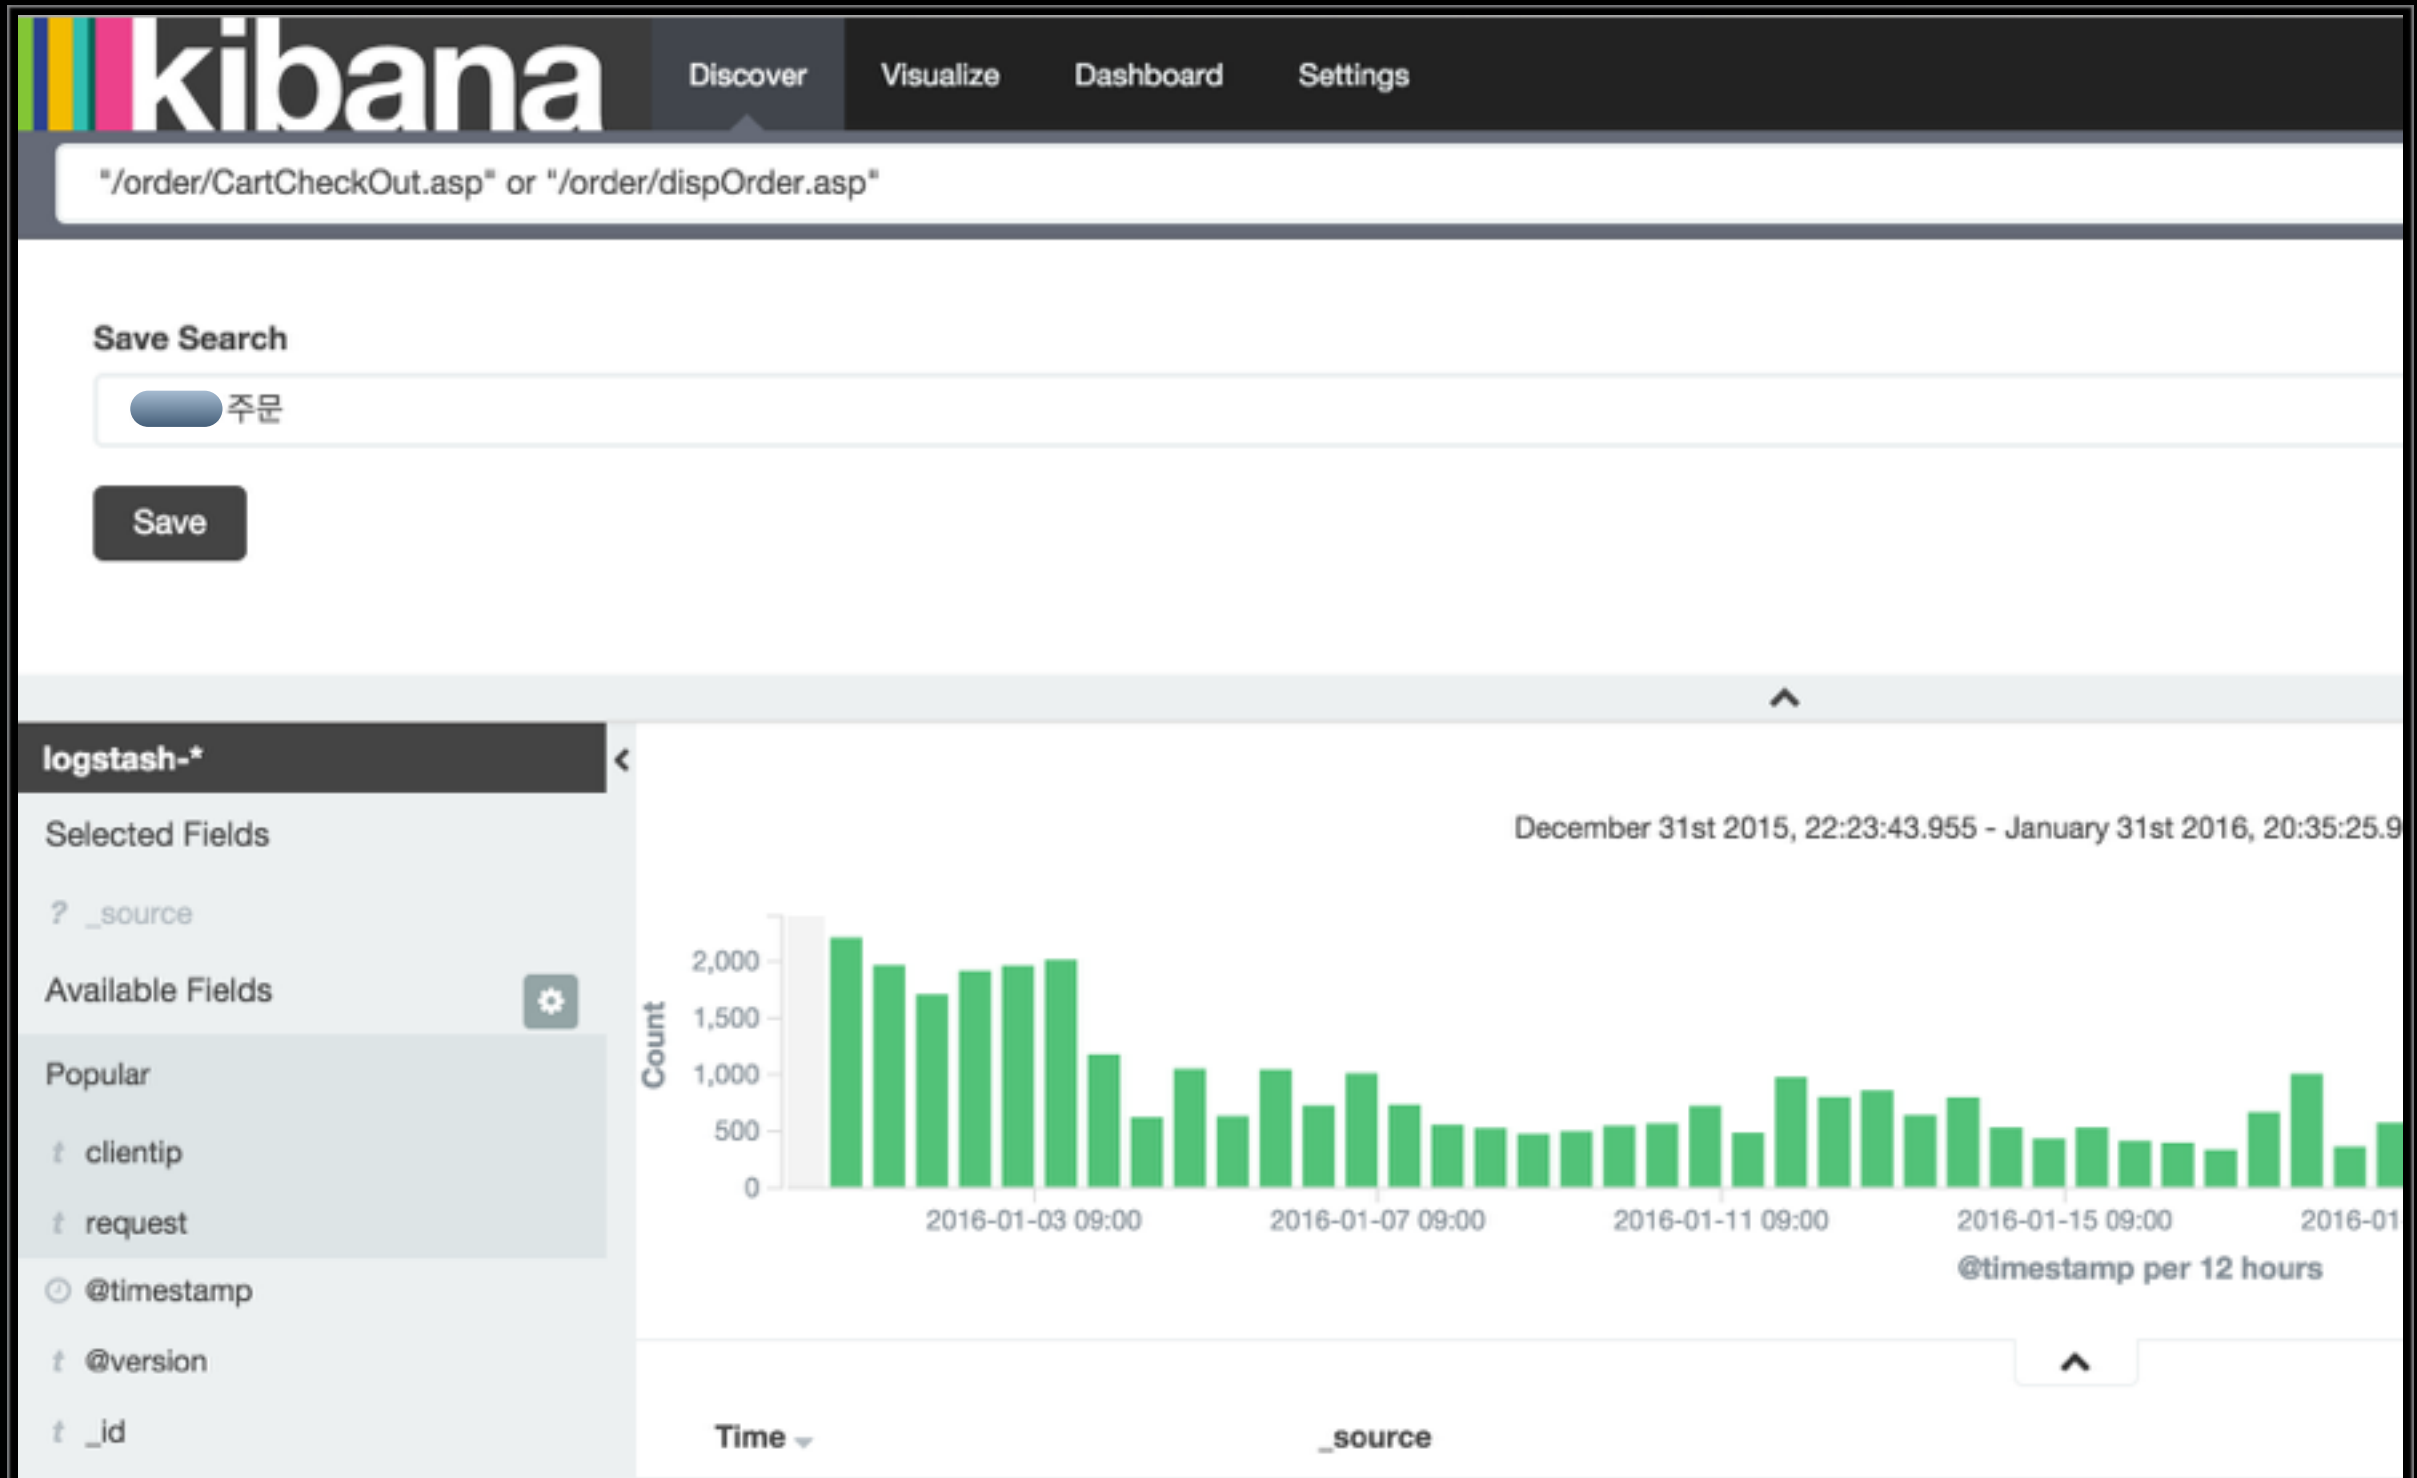 kibana Discover Visualize Dashboard Settings
"/order/CartCheckOut.asp" or "/order/dispOrder.asp"
Save Search
주문
Save
logstash-*
Selected Fields
? _source
Available Fields
Popular
t clientip
t request
@timestamp
t @version
t _id
December 31st 2015, 22:23:43.955 - January 31st 2016, 20:35:25.9
Count
2,000
1,500
1,000
500
0
2016-01-03 09:00 2016-01-07 09:00 2016-01-11 09:00 2016-01-15 09:00 2016-01
@timestamp per 12 hours
Time _source